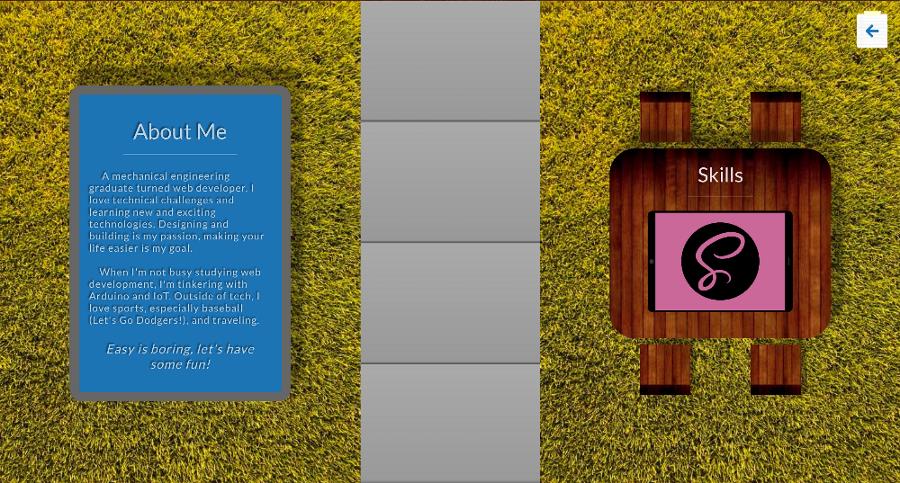 About Me
A mechanical engineering
graduate turned web developer. I
love technical challenges and
learning new and exciting
technologies. Designing and
building is my passion, making your
life easier is my goal.
When I'm not busy studying web
development, I'm tinkering with
Arduino and IoT. Outside of tech, I
love sports, especially baseball
(Let's Go Dodgers!), and traveling.
Easy is boring, let's have
some fun!
Skills